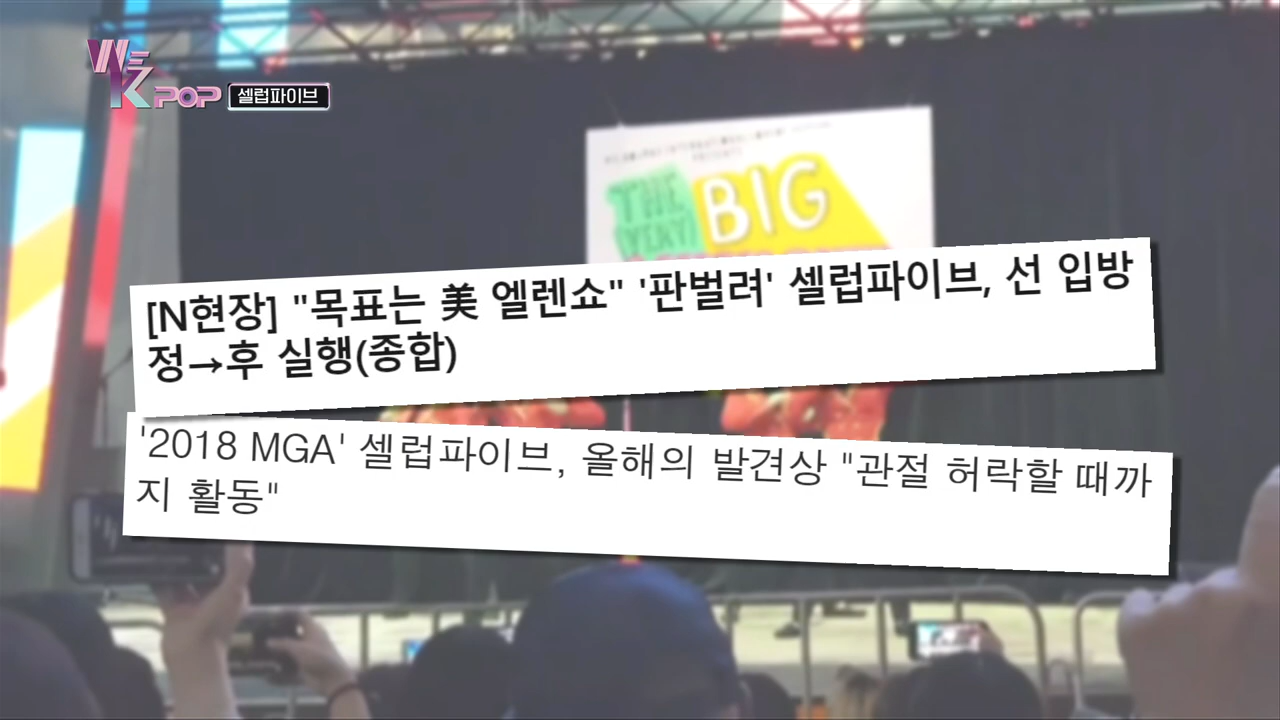 WE K POP 셀럽파이브
THE
(VERY) BIG
[N현장] "목표는 美 엘렌쇼" '판벌려' 셀럽파이브, 선 입방
정→후 실행(종합)
'2018 MGA' 셀럽파이브, 올해의 발견상 "관절 허락할 때까
지 활동"